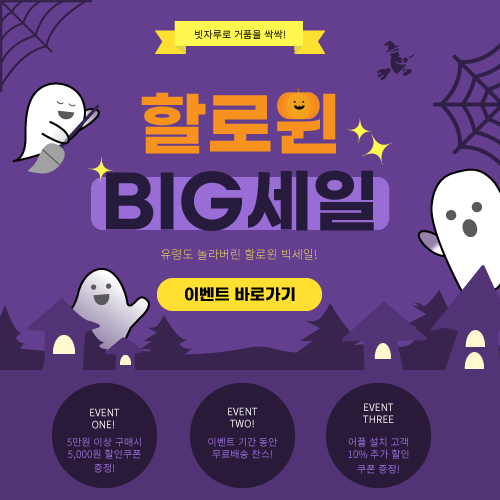 빗자루로 거품을 싹싹!
할로윈
BIG세일
유령도 놀라버린 할로윈 빅세일!
이벤트 바로가기
EVENT
ONE!
5만원 이상 구매시
5,000원 할인쿠폰
증정!
EVENT
TWO!
이벤트 기간 동안
무료배송 찬스!
EVENT
THREE
어플 설치 고객
10% 추가 할인
쿠폰 증정!